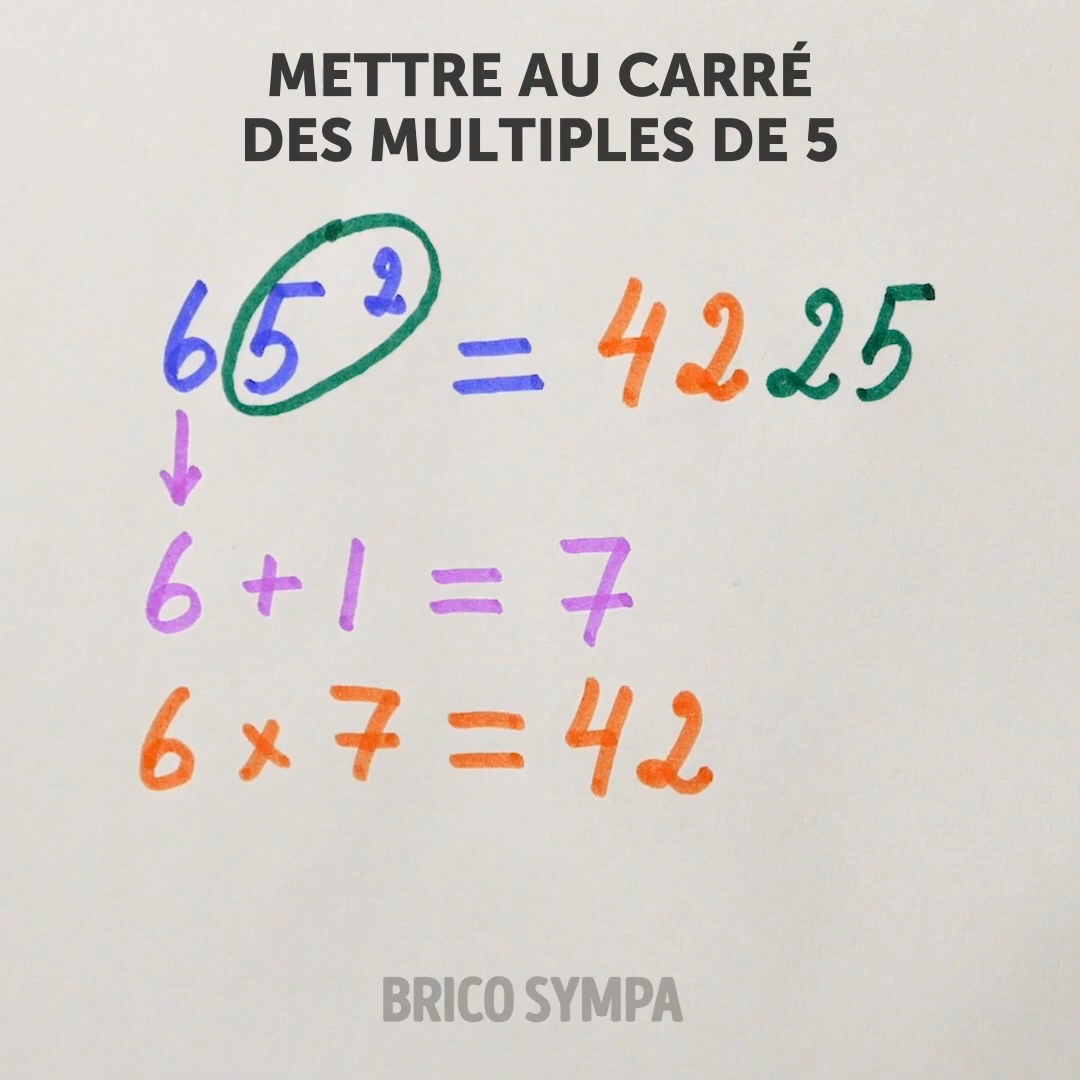 METTRE AU CARRÉ
DES MULTIPLES DE 5
65² = 4225
6 + 1 = 7
6 × 7 = 42
BRICO SYMPA